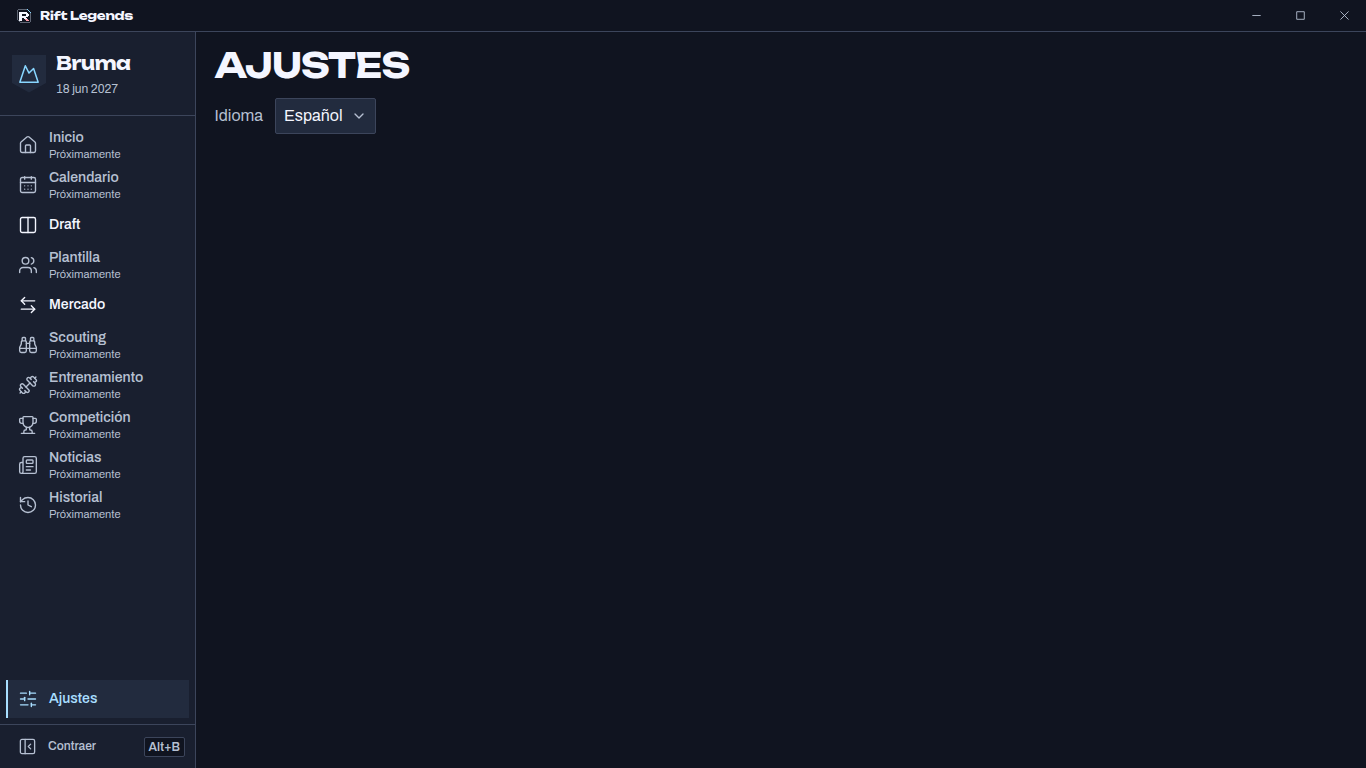 Rift Legends
Bruma
18 jun 2027
Inicio
Próximamente
Calendario
Próximamente
Draft
Plantilla
Próximamente
Mercado
Scouting
Próximamente
Entrenamiento
Próximamente
Competición
Próximamente
Noticias
Próximamente
Historial
Próximamente
Ajustes
Contraer Alt+B
AJUSTES
Idioma Español